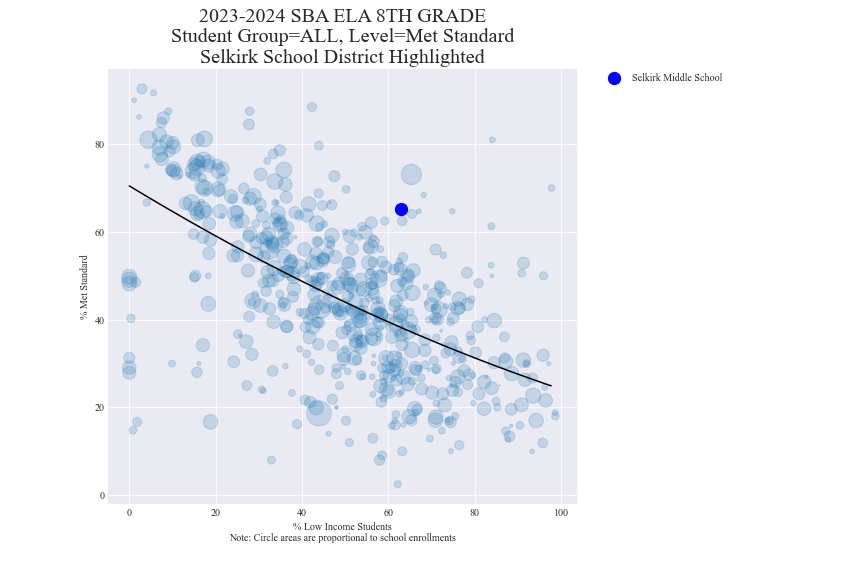 2023-2024 SBA ELA 8TH GRADE
Student Group=ALL, Level=Met Standard
Selkirk School District Highlighted
Selkirk Middle School
% Met Standard
80
60
40
20
0
0 20 40 60 80 100
% Low Income Students
Note: Circle areas are proportional to school enrollments